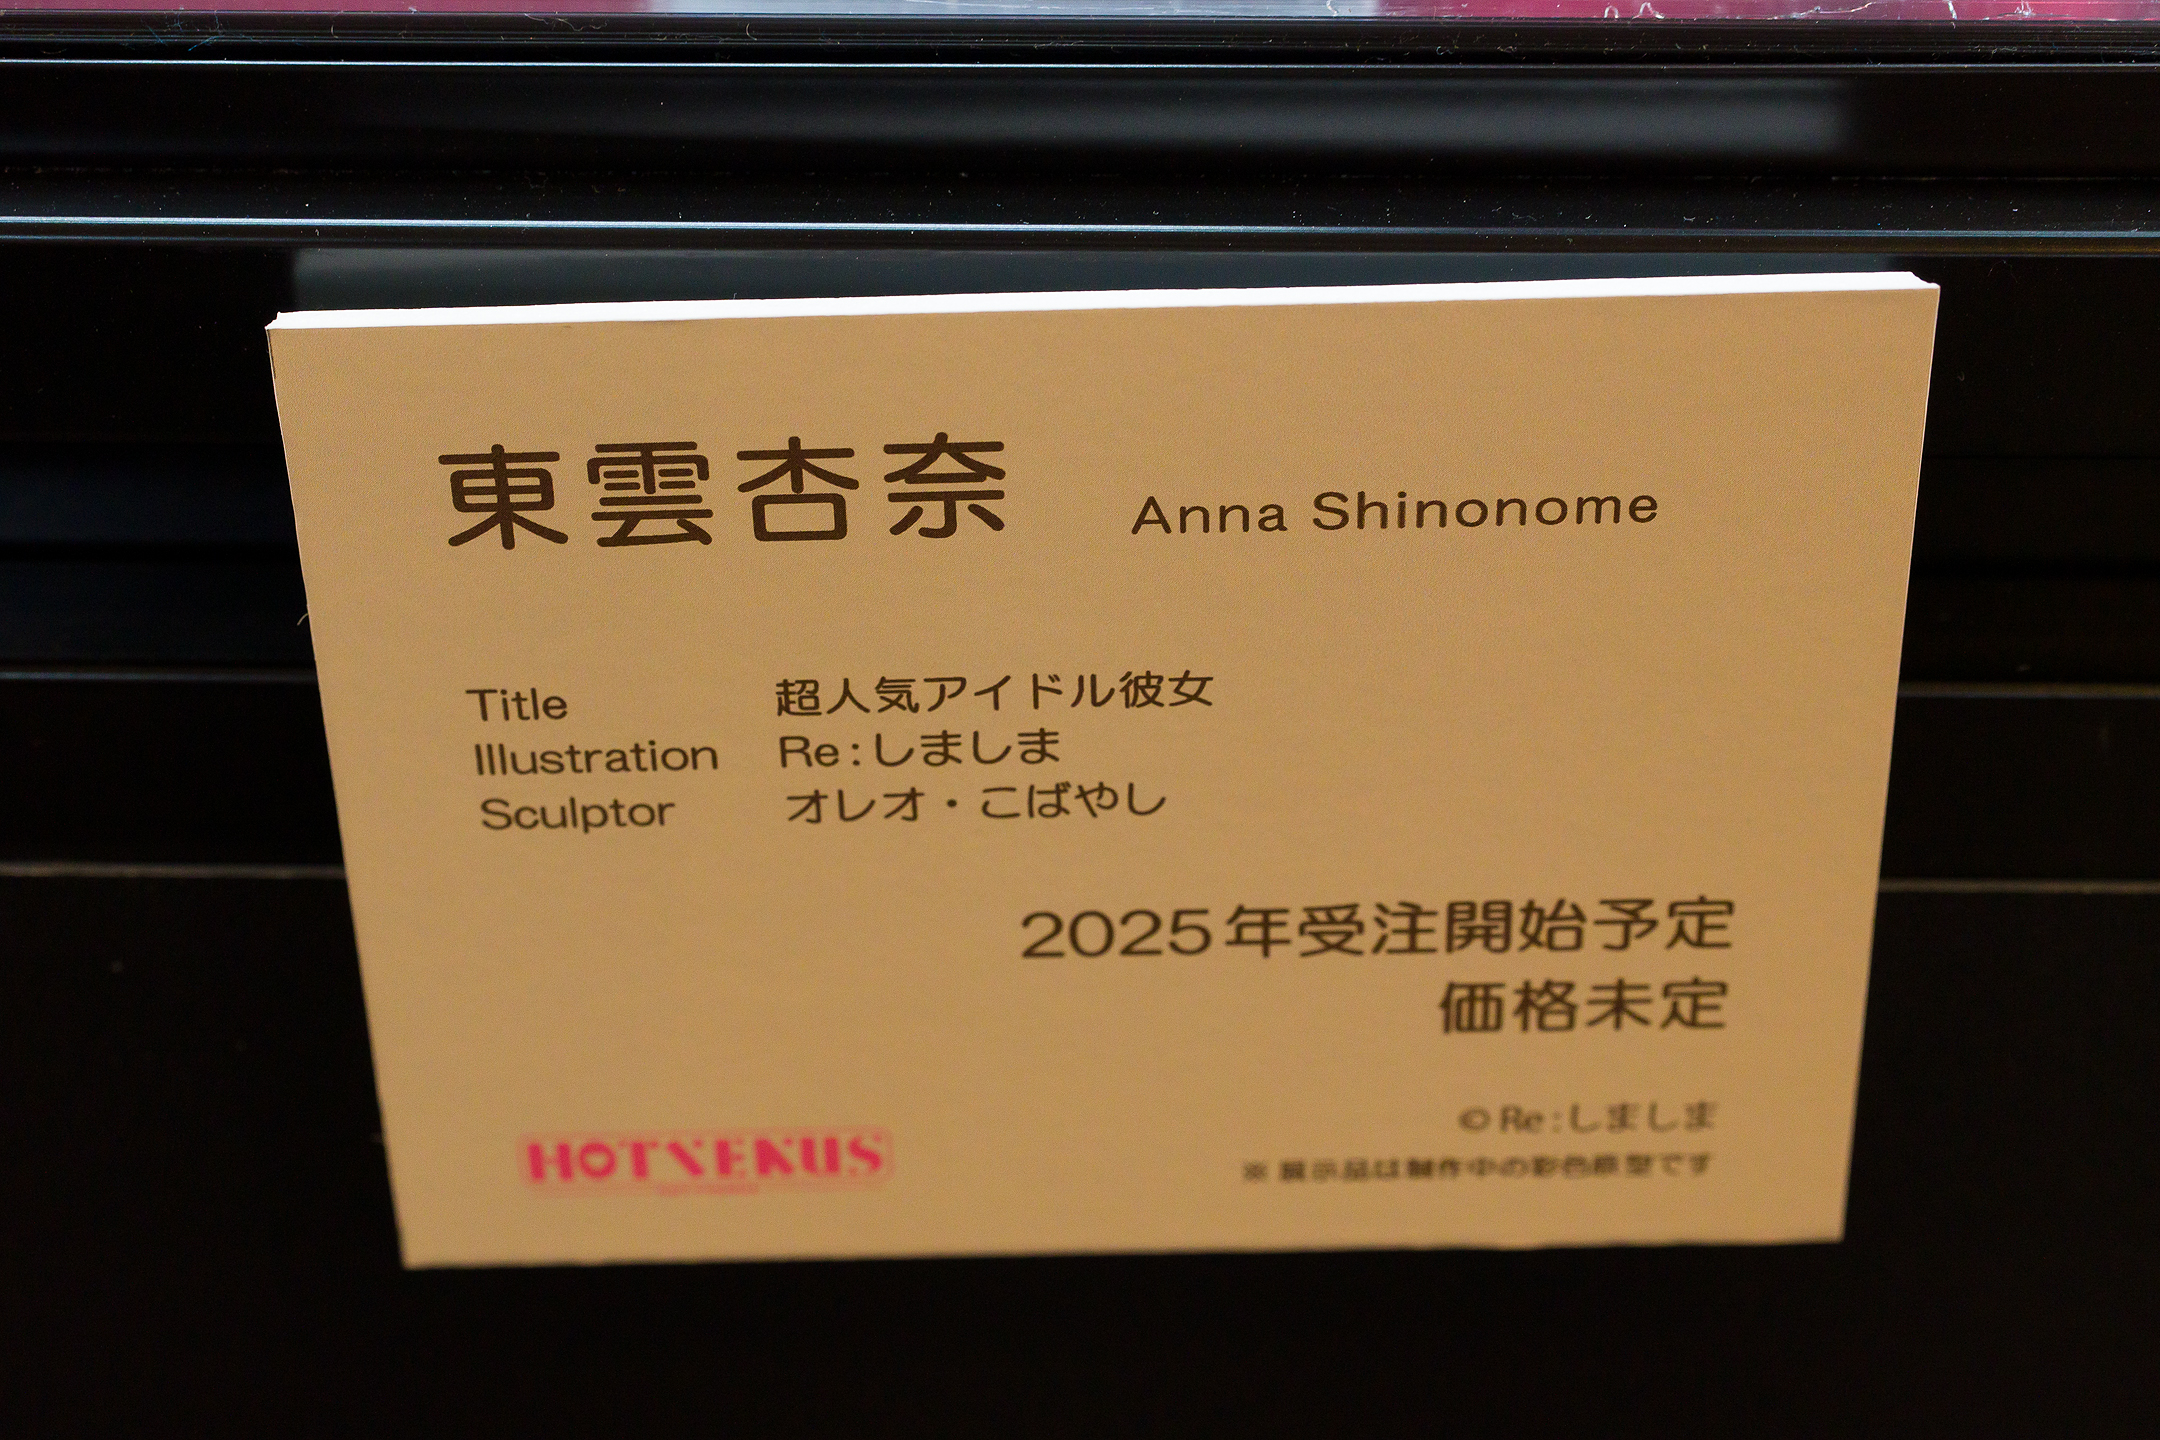 東雲杏奈 Anna Shinonome
Title 超人気アイドル彼女
Illustration Re:しましま
Sculptor オレオ・こばやし
2025年受注開始予定
価格未定
©Re:しましま
※展示品は製作中の彩色原型です
HOTVENUS